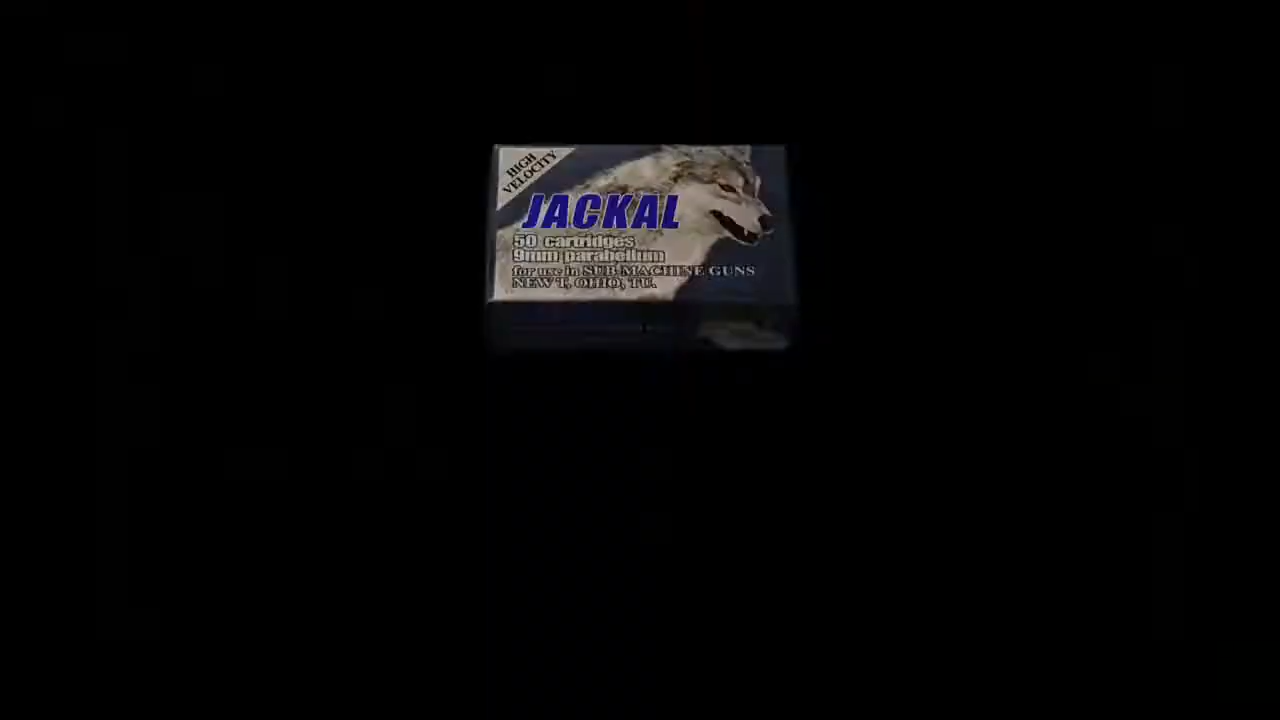 HIGH
VELOCITY
JACKAL
50 cartridges
9mm parabellum
for use in SUB-MACHINE GUNS
NEW T, OHIO, TU.